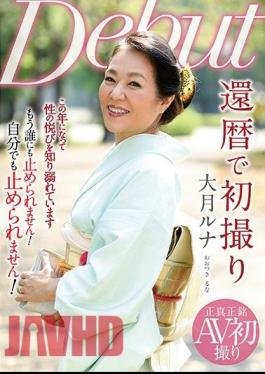 Debut
還暦で初撮り
大月ルナ
おおつき るな
この年になって
性の悦びを知り溺れています
もう誰にも止められません!
自分でも止められません!
正真正銘
AV初
撮り
JAVHD